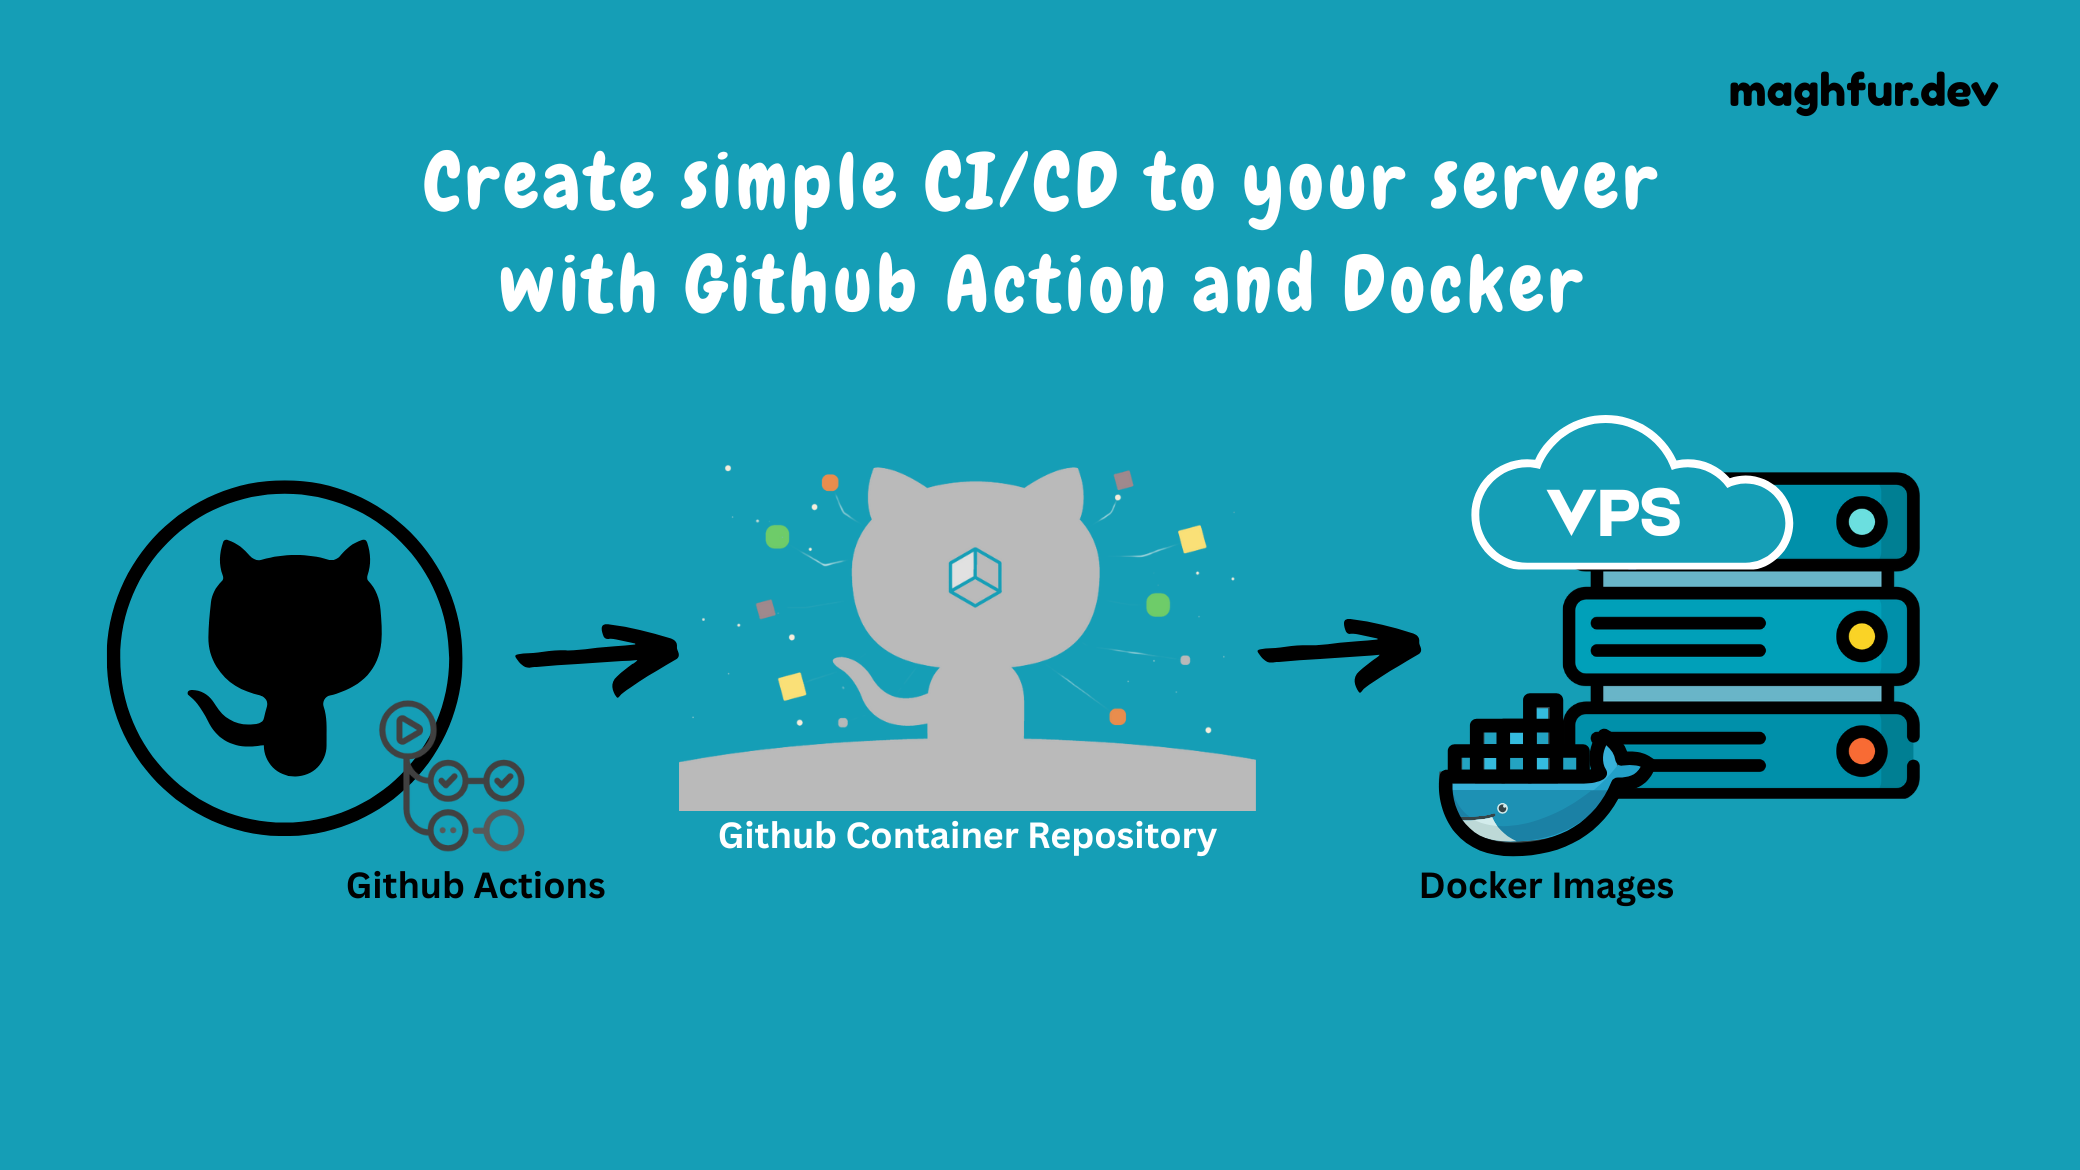 maghfur.dev
Create simple CI/CD to your server
with Github Action and Docker
VPS
Github Container Repository
Github Actions
Docker Images